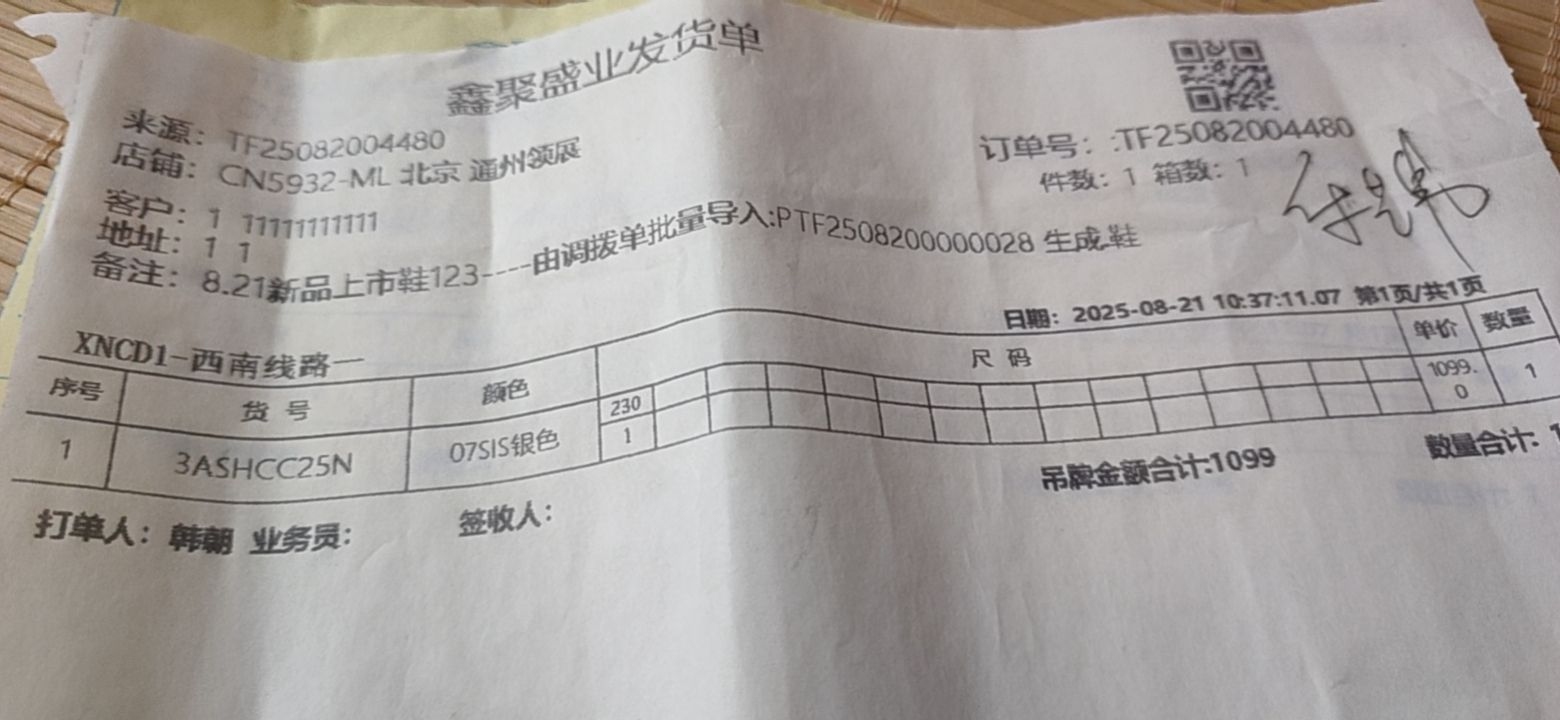 鑫聚盛业发货单
来源：TF25082004480
订单号：:TF25082004480
店铺：CN5932-ML 北京 通州领展
件数：1 箱数：1
客户：1 11111111111
地址：1 1
备注：8.21新品上市鞋123----由调拨单批量导入:PTF2508200000028 生成.鞋
XNCD1-西南线路一
日期：2025-08-21 10:37:11.07 第1页/共1页
序号 货号 颜色 尺码 单价 数量
230
1 3ASHCC25N 07SIS银色 1 1099.0 1
吊牌金额合计:1099 数量合计: 1
打单人：韩朝 业务员： 签收人：